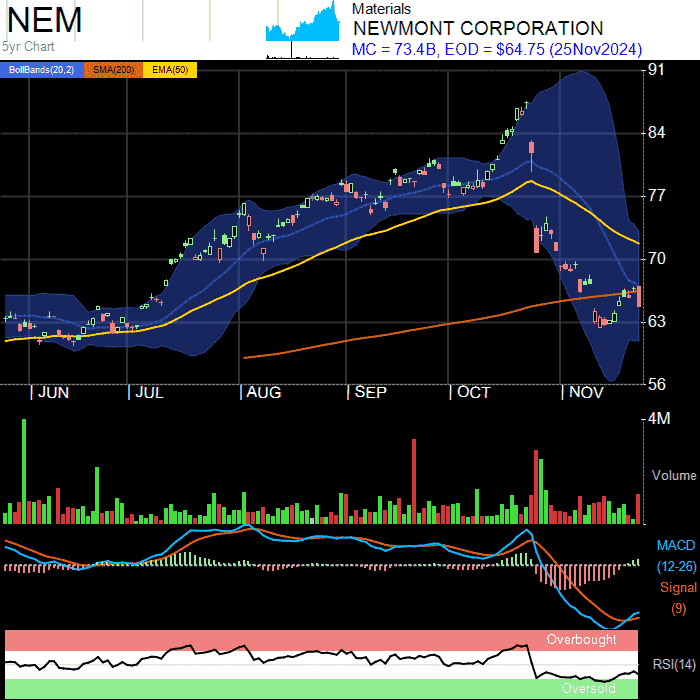 NEM
5yr Chart
Materials
NEWMONT CORPORATION
MC = 73.4B, EOD = $64.75 (25Nov2024)
BollBands(20,2) SMA(200) EMA(50)
91
84
77
70
63
56
JUN JUL AUG SEP OCT NOV
4M
Volume
MACD
(12-26)
Signal
(9)
Overbought
RSI(14)
Oversold